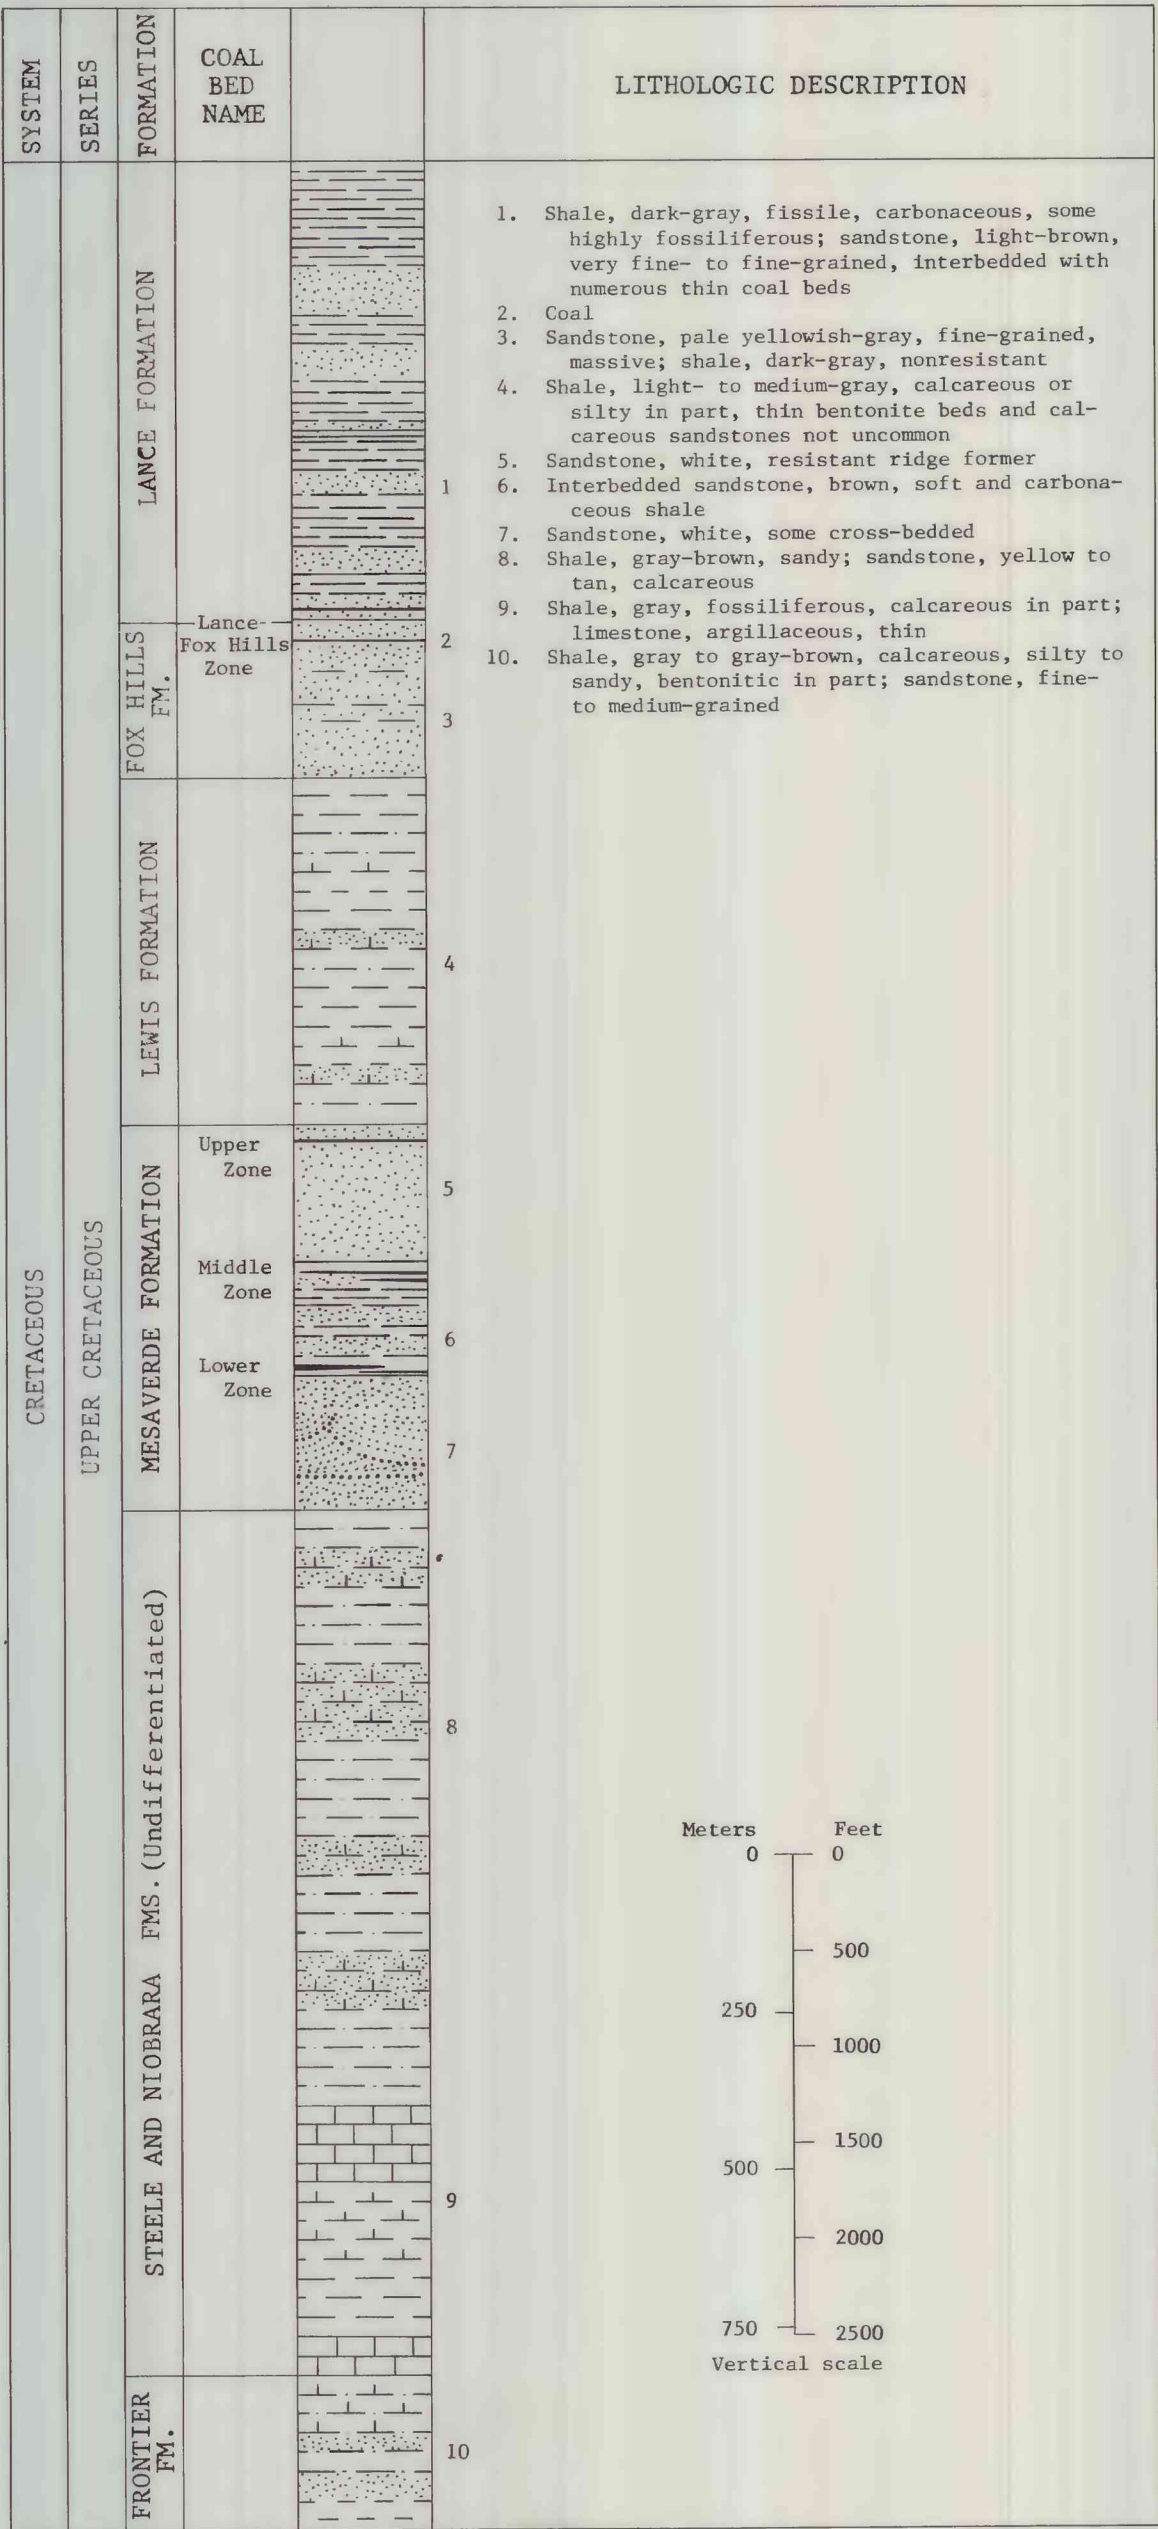 SYSTEM
SERIES
FORMATION
COAL
BED
NAME
LITHOLOGIC DESCRIPTION
CRETACEOUS
UPPER CRETACEOUS
LANCE FORMATION
FOX HILLS
FM.
LEWIS FORMATION
MESAVERDE FORMATION
STEELE AND NIOBRARA FMS.(Undifferentiated)
FRONTIER
FM.
Lance-
Fox Hills
Zone
Upper
Zone
Middle
Zone
Lower
Zone
1
2
3
4
5
6
7
8
9
10
1. Shale, dark-gray, fissile, carbonaceous, some
highly fossiliferous; sandstone, light-brown,
very fine- to fine-grained, interbedded with
numerous thin coal beds
2. Coal
3. Sandstone, pale yellowish-gray, fine-grained,
massive; shale, dark-gray, nonresistant
4. Shale, light- to medium-gray, calcareous or
silty in part, thin bentonite beds and cal-
careous sandstones not uncommon
5. Sandstone, white, resistant ridge former
6. Interbedded sandstone, brown, soft and carbona-
ceous shale
7. Sandstone, white, some cross-bedded
8. Shale, gray-brown, sandy; sandstone, yellow to
tan, calcareous
9. Shale, gray, fossiliferous, calcareous in part;
limestone, argillaceous, thin
10. Shale, gray to gray-brown, calcareous, silty to
sandy, bentonitic in part; sandstone, fine-
to medium-grained
Meters Feet
0 0
500
250
1000
1500
500
2000
750 2500
Vertical scale